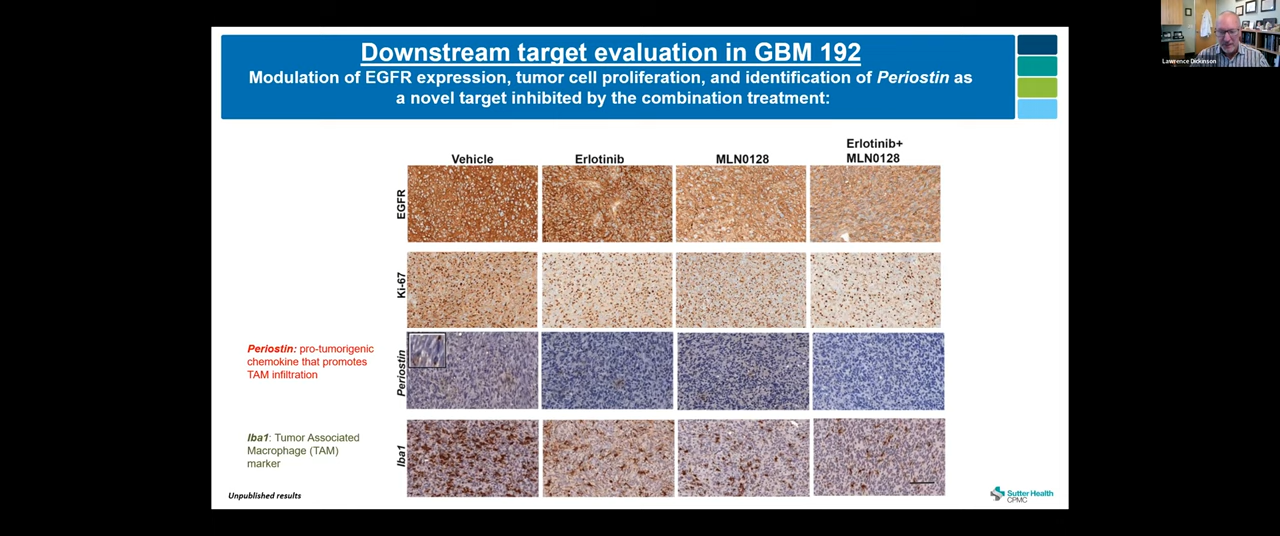 Downstream target evaluation in GBM 192
Modulation of EGFR expression, tumor cell proliferation, and identification of Periostin as
a novel target inhibited by the combination treatment:
Lawrence Dickinson
Vehicle
Erlotinib
MLN0128
Erlotinib+
MLN0128
EGFR
Ki-67
Periostin
Iba1
Periostin: pro-tumorigenic
chemokine that promotes
TAM infiltration
Iba1: Tumor Associated
Macrophage (TAM)
marker
Unpublished results
Sutter Health
CPMC